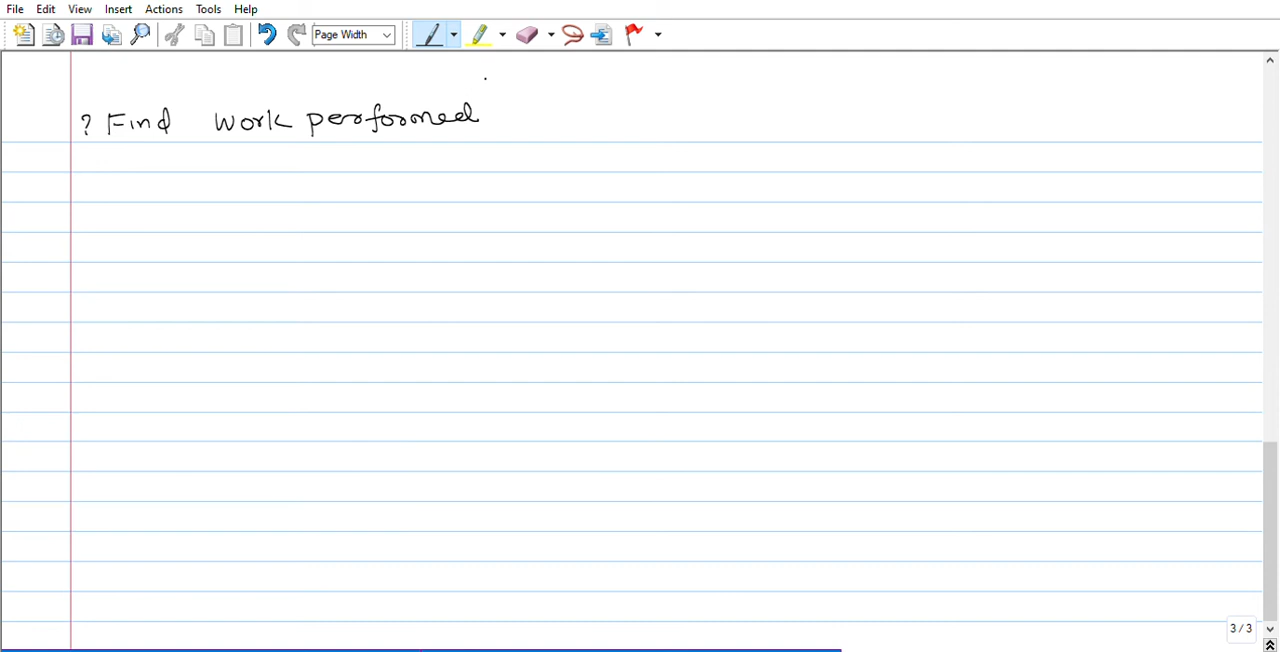 File Edit View Insert Actions Tools Help
Page Width
? Find work performed
3 / 3